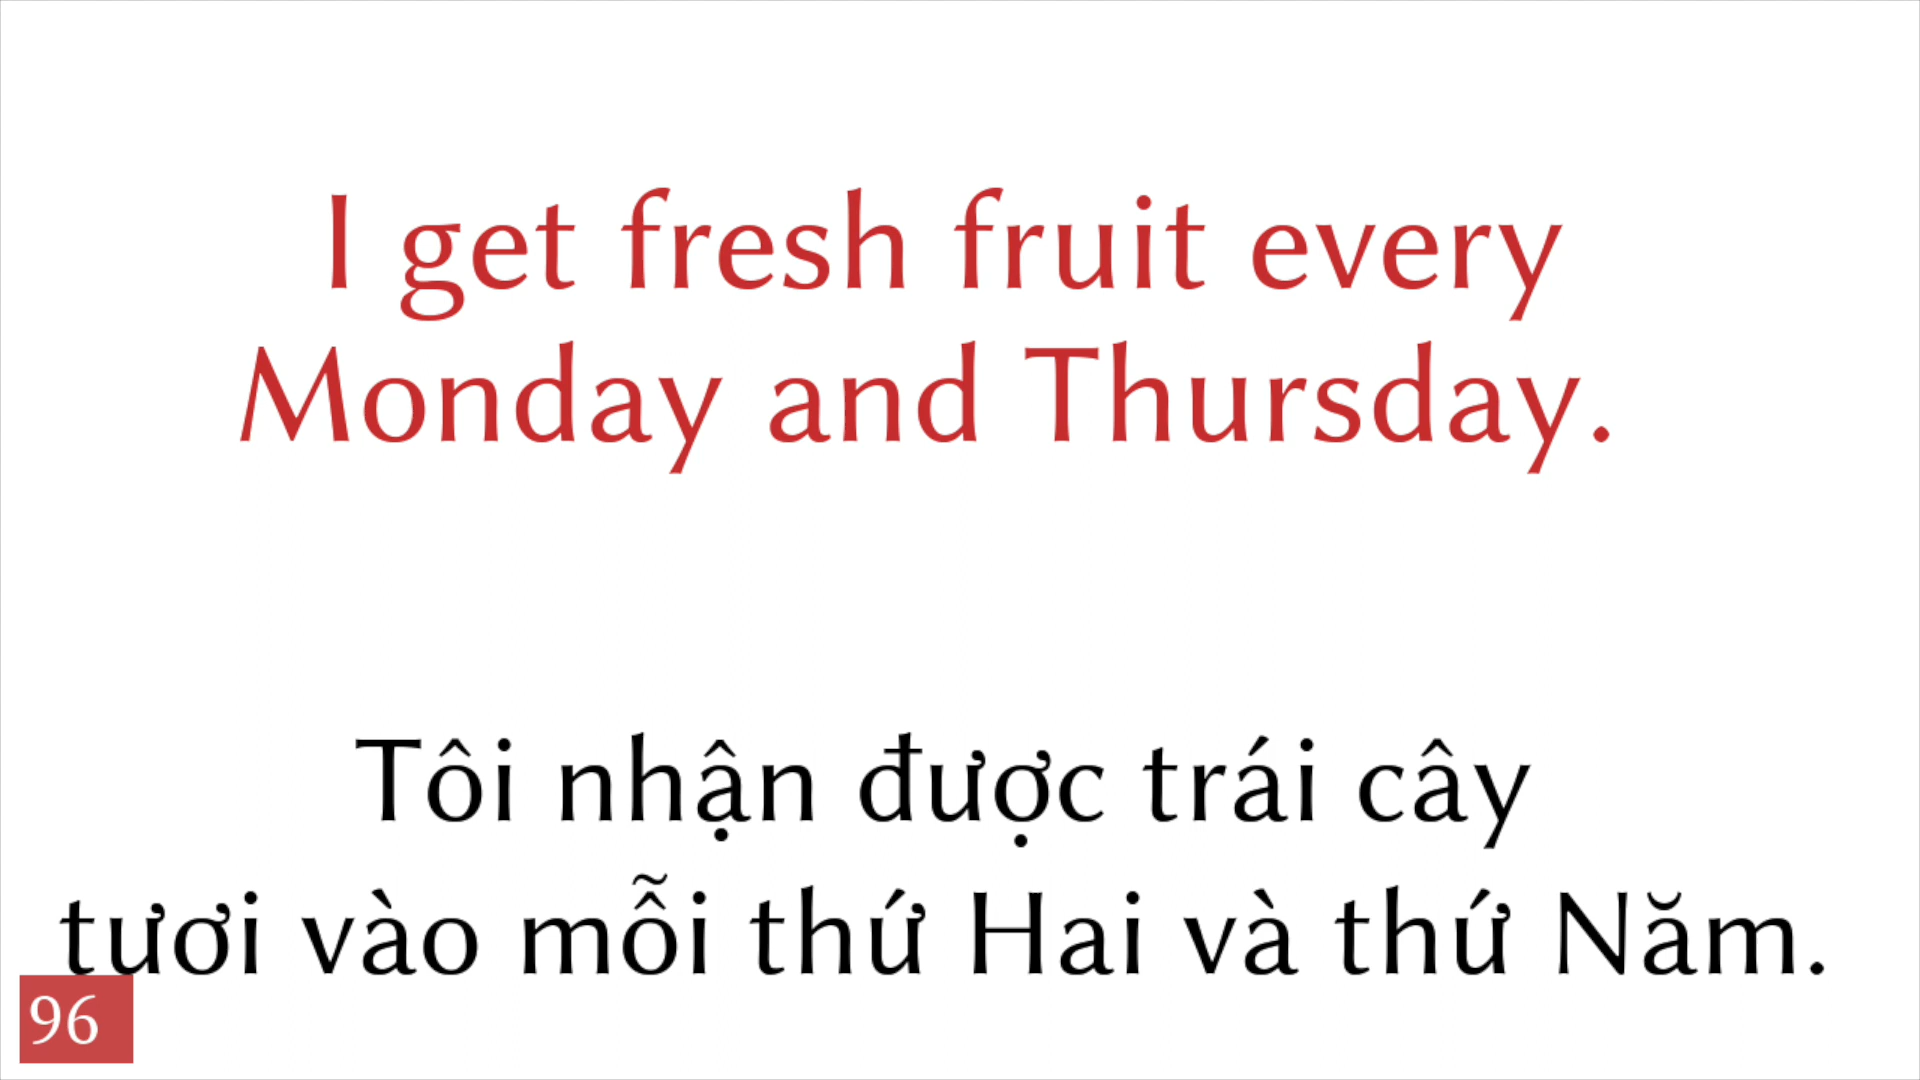 I get fresh fruit every
Monday and Thursday.
Tôi nhận được trái cây
tươi vào mỗi thứ Hai và thứ Năm.
96